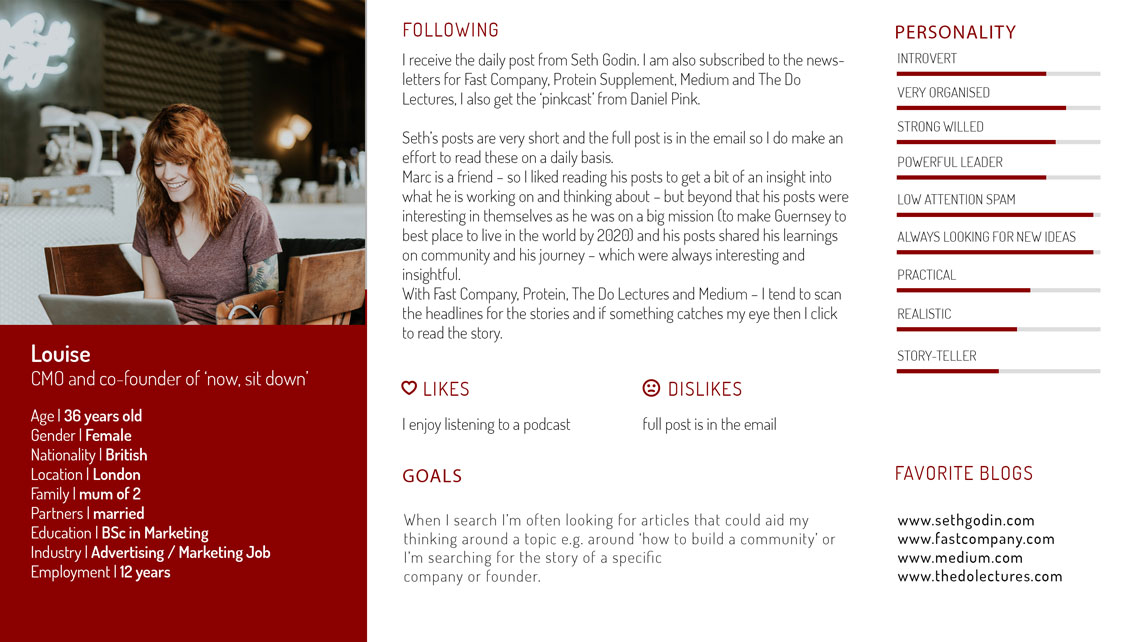 Louise
CMO and co-founder of ‘now, sit down’
Age | 36 years old
Gender | Female
Nationality | British
Location | London
Family | mum of 2
Partners | married
Education | BSc in Marketing
Industry | Advertising / Marketing Job
Employment | 12 years
FOLLOWING
I receive the daily post from Seth Godin. I am also subscribed to the news-
letters for Fast Company, Protein Supplement, Medium and The Do
Lectures, I also get the ‘pinkcast’ from Daniel Pink.
Seth’s posts are very short and the full post is in the email so I do make an
effort to read these on a daily basis.
Marc is a friend – so I liked reading his posts to get a bit of an insight into
what he is working on and thinking about – but beyond that his posts were
interesting in themselves as he was on a big mission (to make Guernsey to
best place to live in the world by 2020) and his posts shared his learnings
on community and his journey – which were always interesting and
insightful.
With Fast Company, Protein, The Do Lectures and Medium – I tend to scan
the headlines for the stories and if something catches my eye then I click
to read the story.
LIKES
I enjoy listening to a podcast
DISLIKES
full post is in the email
GOALS
When I search I’m often looking for articles that could aid my
thinking around a topic e.g. around ‘how to build a community’ or
I’m searching for the story of a specific
company or founder.
PERSONALITY
INTROVERT
VERY ORGANISED
STRONG WILLED
POWERFUL LEADER
LOW ATTENTION SPAM
ALWAYS LOOKING FOR NEW IDEAS
PRACTICAL
REALISTIC
STORY-TELLER
FAVORITE BLOGS
www.sethgodin.com
www.fastcompany.com
www.medium.com
www.thedolectures.com